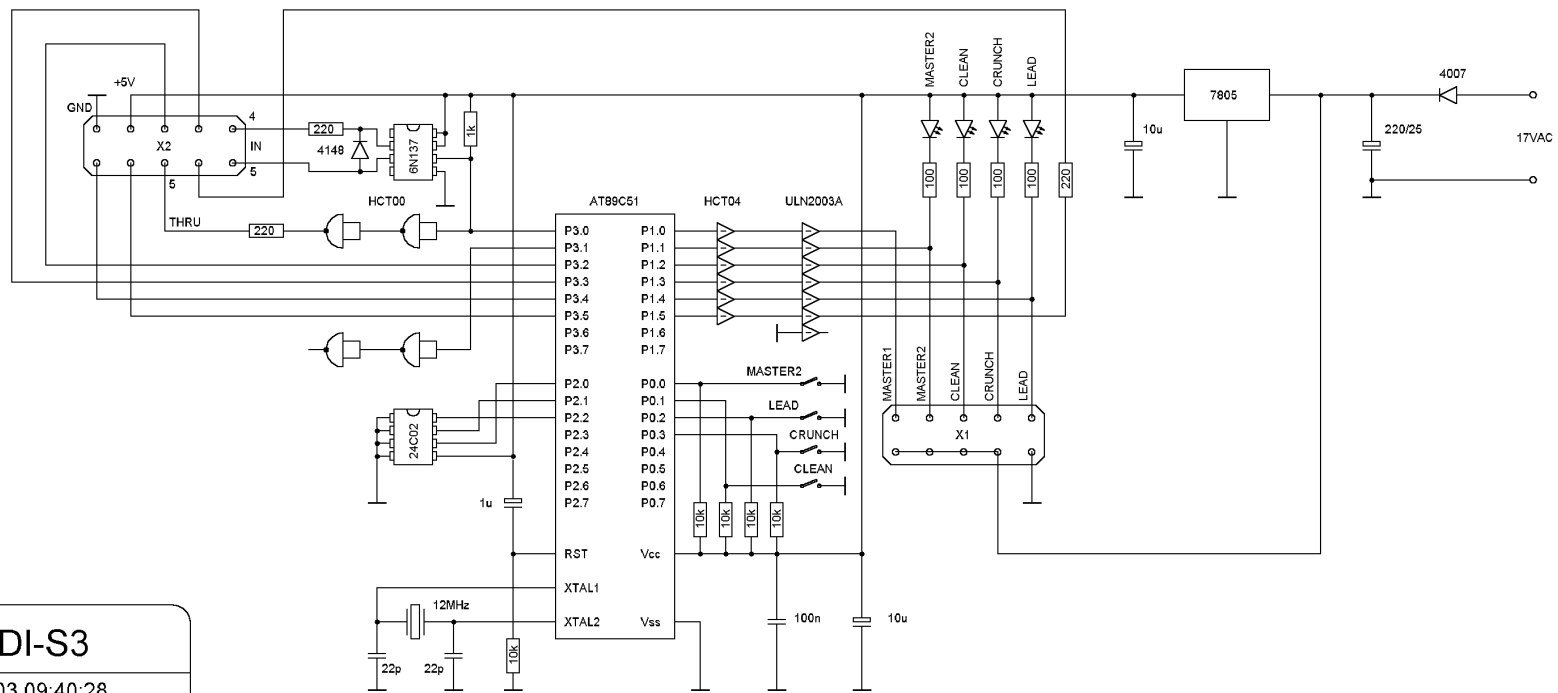 MASTER2
CLEAN
CRUNCH
LEAD
+5V
GND
4
X2
IN
5
5
220
4148
6N137
1k
HCT00
THRU
220
100
100
100
100
220
10u
7805
4007
220/25
17VAC
AT89C51
HCT04
ULN2003A
P3.0
P3.1
P3.2
P3.3
P3.4
P3.5
P3.6
P3.7
P2.0
P2.1
P2.2
P2.3
P2.4
P2.5
P2.6
P2.7
RST
XTAL1
XTAL2
P1.0
P1.1
P1.2
P1.3
P1.4
P1.5
P1.6
P1.7
P0.0
P0.1
P0.2
P0.3
P0.4
P0.5
P0.6
P0.7
Vcc
Vss
MASTER2
LEAD
CRUNCH
CLEAN
MASTER1
MASTER2
CLEAN
CRUNCH
LEAD
X1
24C02
1u
10k
10k
10k
10k
12MHz
22p
22p
10k
100n
10u
DI-S3
03 09:40:28